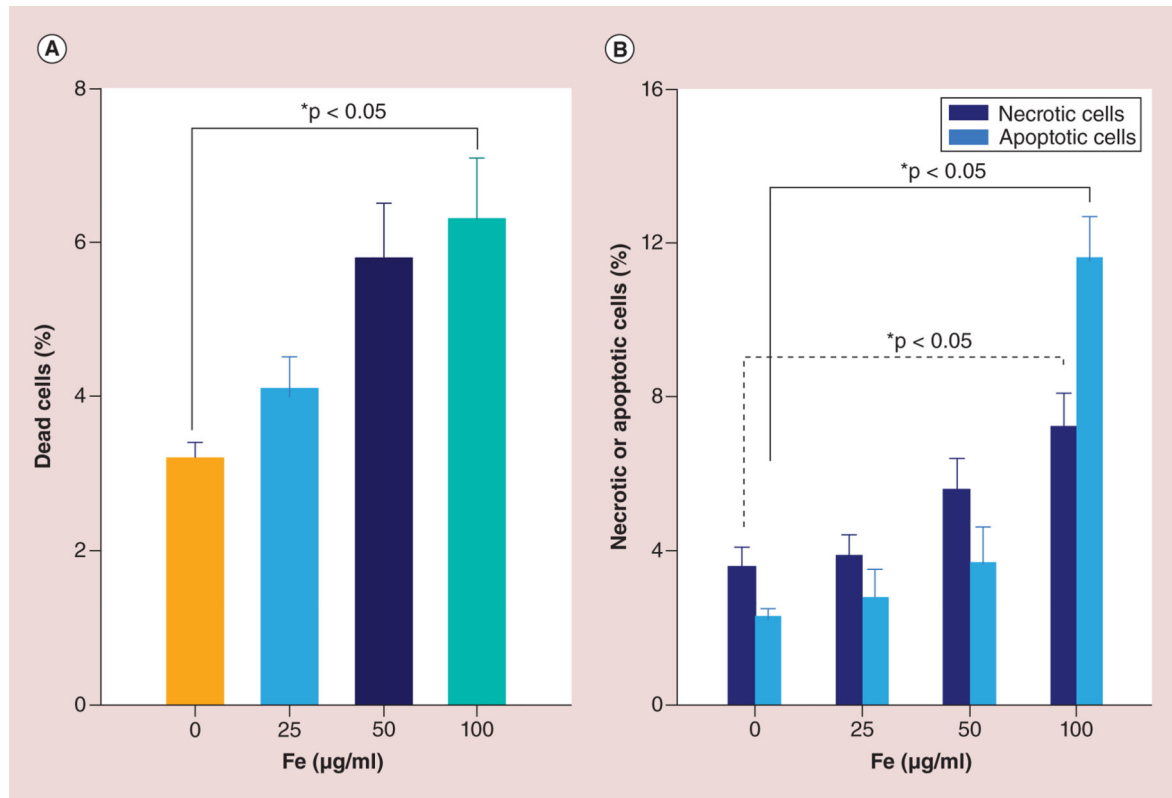 A
8
6
4
2
0
Dead cells (%)
*p < 0.05
0 25 50 100
Fe (µg/ml)
B
16
12
8
4
0
Necrotic or apoptotic cells (%)
Necrotic cells
Apoptotic cells
*p < 0.05
*p < 0.05
0 25 50 100
Fe (µg/ml)